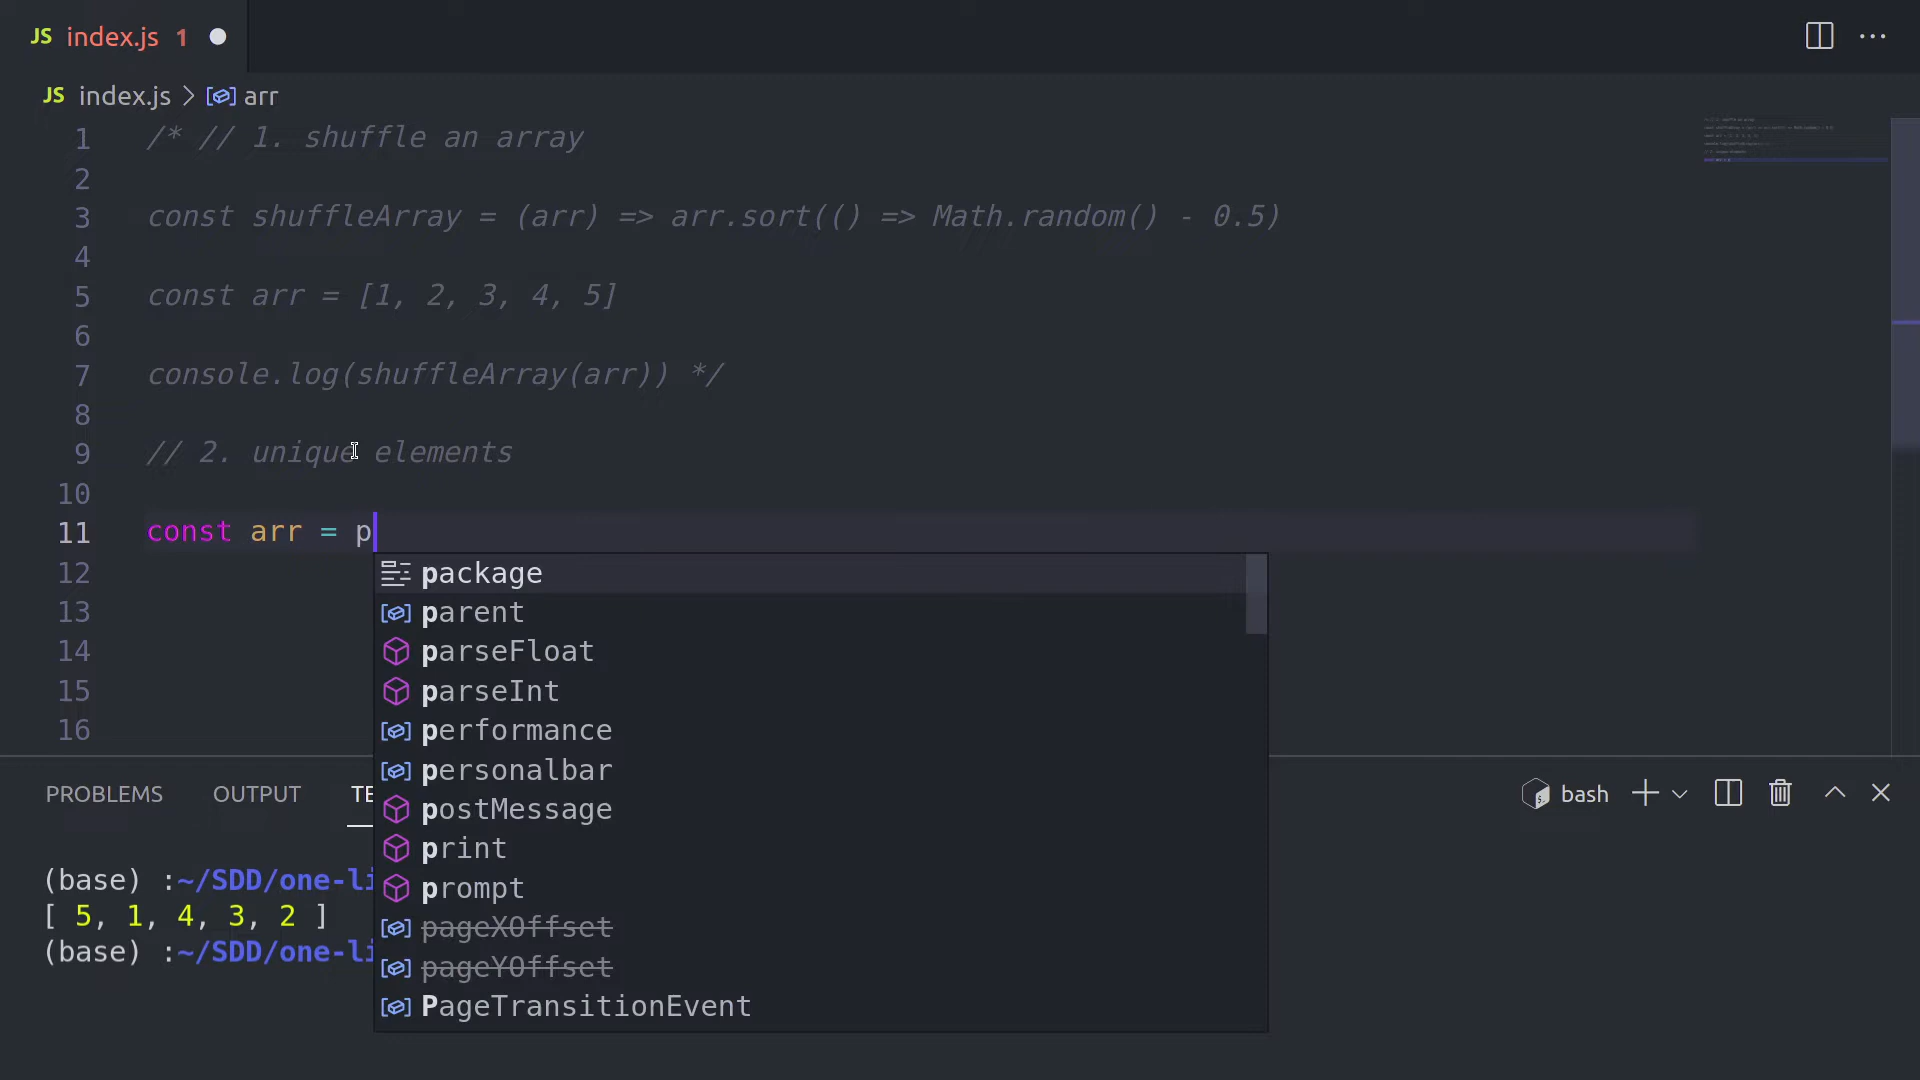 JS index.js 1
JS index.js > arr
1 /* // 1. shuffle an array
2
3 const shuffleArray = (arr) => arr.sort(() => Math.random() - 0.5)
4
5 const arr = [1, 2, 3, 4, 5]
6
7 console.log(shuffleArray(arr)) */
8
9 // 2. unique elements
10
11 const arr = p
12 package
13 parent
14 parseFloat
15 parseInt
16 performance
personalbar
postMessage
print
prompt
pageXOffset
pageYOffset
PageTransitionEvent
PROBLEMS OUTPUT TE bash
(base) :~/SDD/one-li
[ 5, 1, 4, 3, 2 ]
(base) :~/SDD/one-li